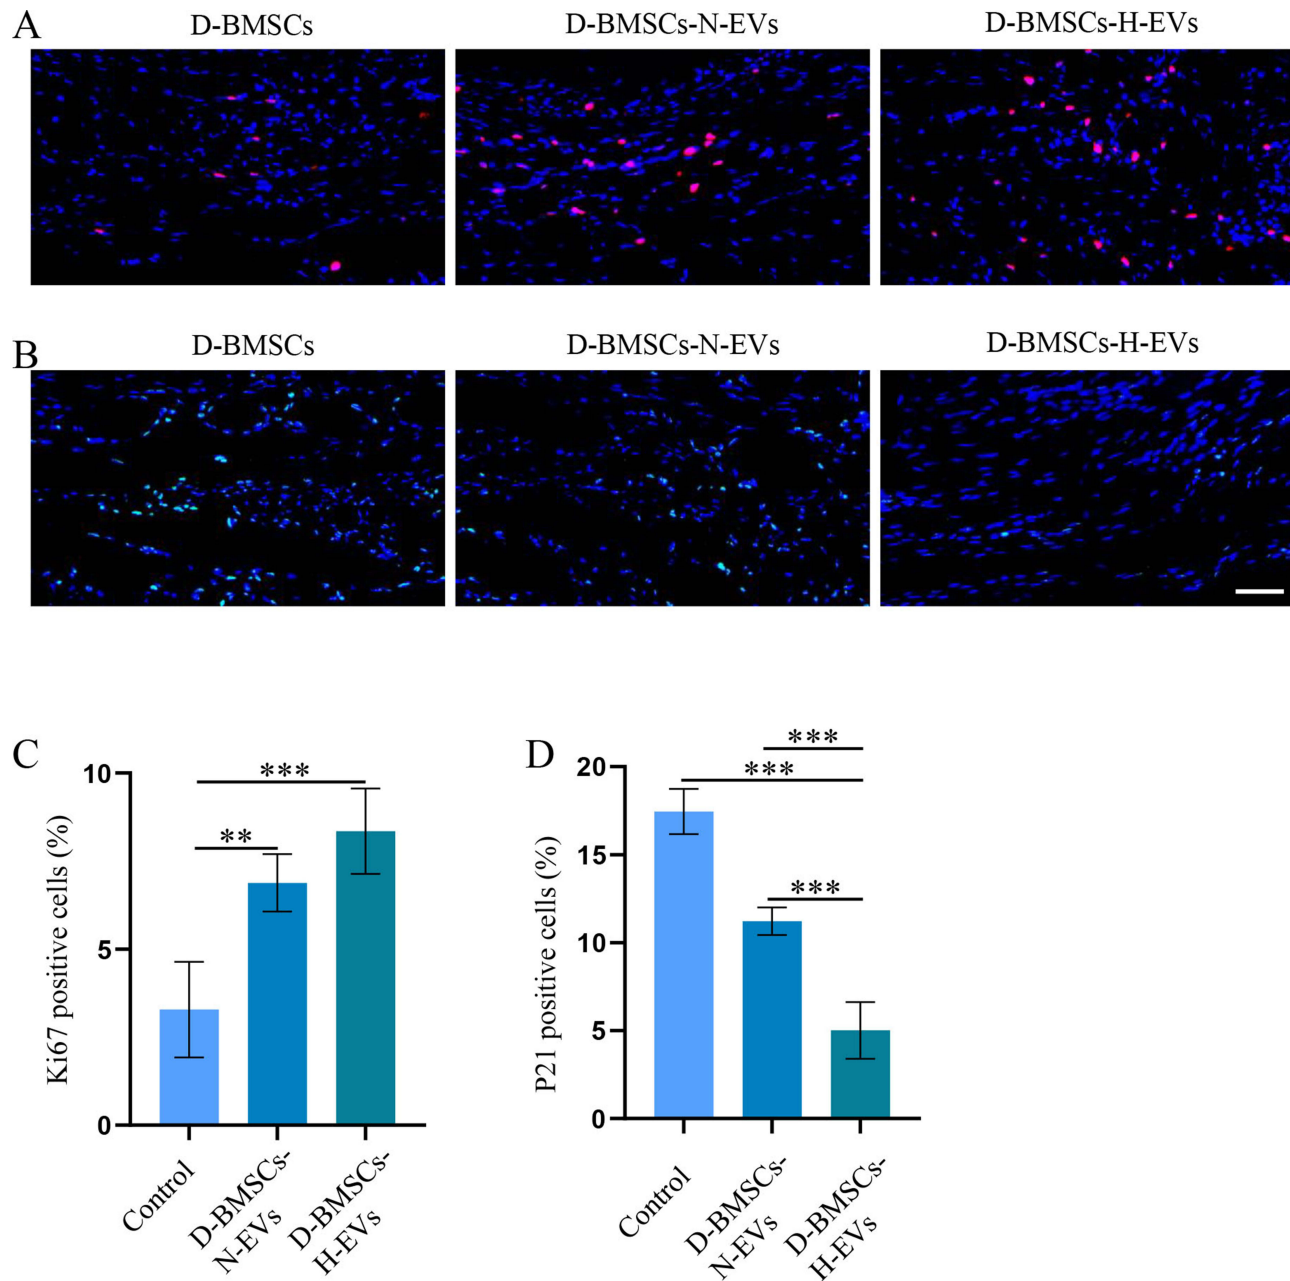 A
D-BMSCs
D-BMSCs-N-EVs
D-BMSCs-H-EVs
B
D-BMSCs
D-BMSCs-N-EVs
D-BMSCs-H-EVs
C
Ki67 positive cells (%)
10
5
0
***
**
Control
D-BMSCs-
N-EVs
D-BMSCs-
H-EVs
D
P21 positive cells (%)
20
15
10
5
0
***
***
***
Control
D-BMSCs-
N-EVs
D-BMSCs-
H-EVs